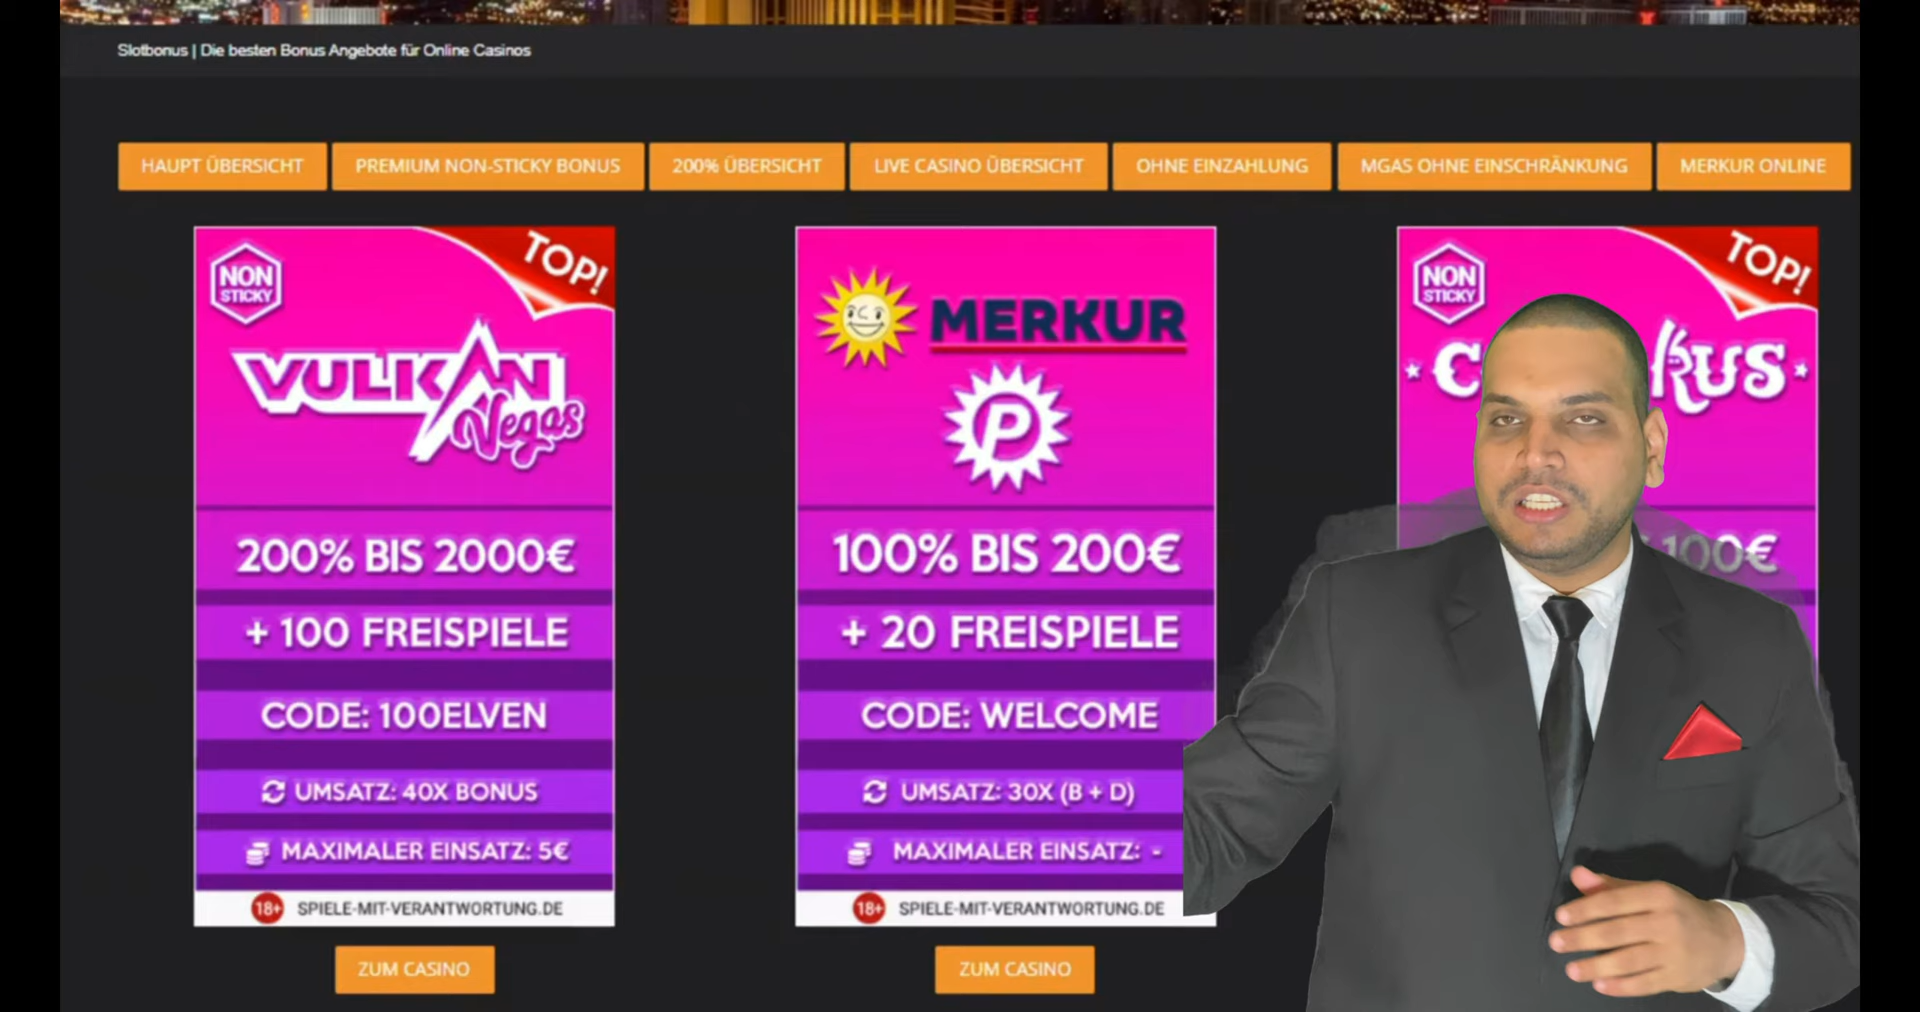 Slotbonus | Die besten Bonus Angebote für Online Casinos
HAUPT ÜBERSICHT
PREMIUM NON-STICKY BONUS
200% ÜBERSICHT
LIVE CASINO ÜBERSICHT
OHNE EINZAHLUNG
MGAS OHNE EINSCHRÄNKUNG
MERKUR ONLINE
NON
STICKY
TOP!
VULKAN
Vegas
200% BIS 2000€
+ 100 FREISPIELE
CODE: 100ELVEN
UMSATZ: 40X BONUS
MAXIMALER EINSATZ: 5€
18+ SPIELE-MIT-VERANTWORTUNG.DE
ZUM CASINO
MERKUR
P
100% BIS 200€
+ 20 FREISPIELE
CODE: WELCOME
UMSATZ: 30X (B + D)
MAXIMALER EINSATZ: -
18+ SPIELE-MIT-VERANTWORTUNG.DE
ZUM CASINO
NON
STICKY
TOP!
100€